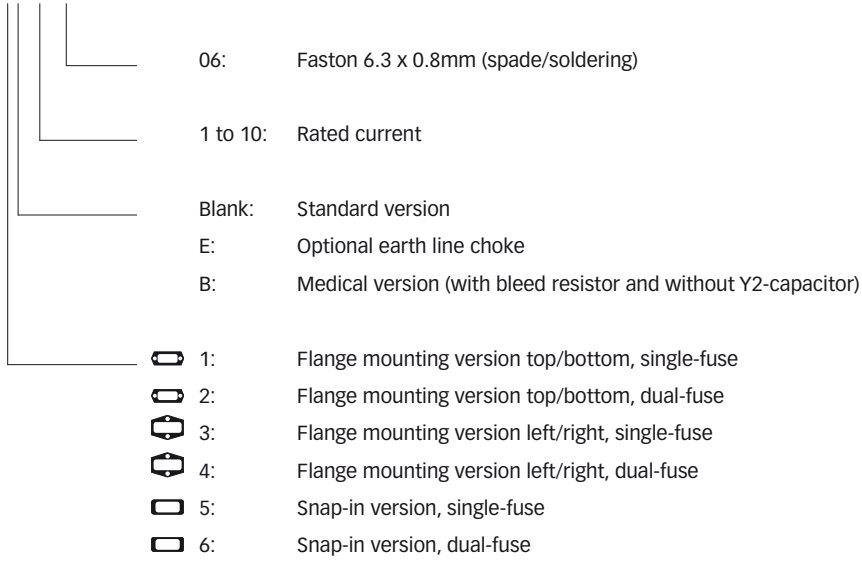 06: Faston 6.3 x 0.8mm (spade/soldering)
1 to 10: Rated current
Blank: Standard version
E: Optional earth line choke
B: Medical version (with bleed resistor and without Y2-capacitor)
1: Flange mounting version top/bottom, single-fuse
2: Flange mounting version top/bottom, dual-fuse
3: Flange mounting version left/right, single-fuse
4: Flange mounting version left/right, dual-fuse
5: Snap-in version, single-fuse
6: Snap-in version, dual-fuse